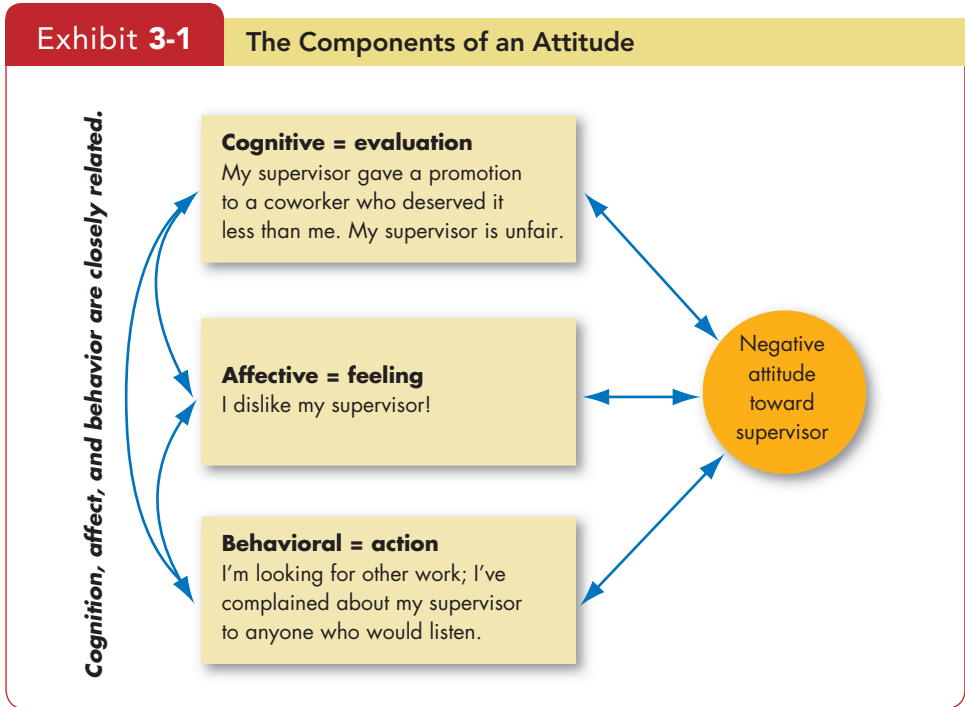 Exhibit 3-1
The Components of an Attitude
Cognition, affect, and behavior are closely related.
Cognitive = evaluation
My supervisor gave a promotion
to a coworker who deserved it
less than me. My supervisor is unfair.
Affective = feeling
I dislike my supervisor!
Behavioral = action
I'm looking for other work; I've
complained about my supervisor
to anyone who would listen.
Negative
attitude
toward
supervisor